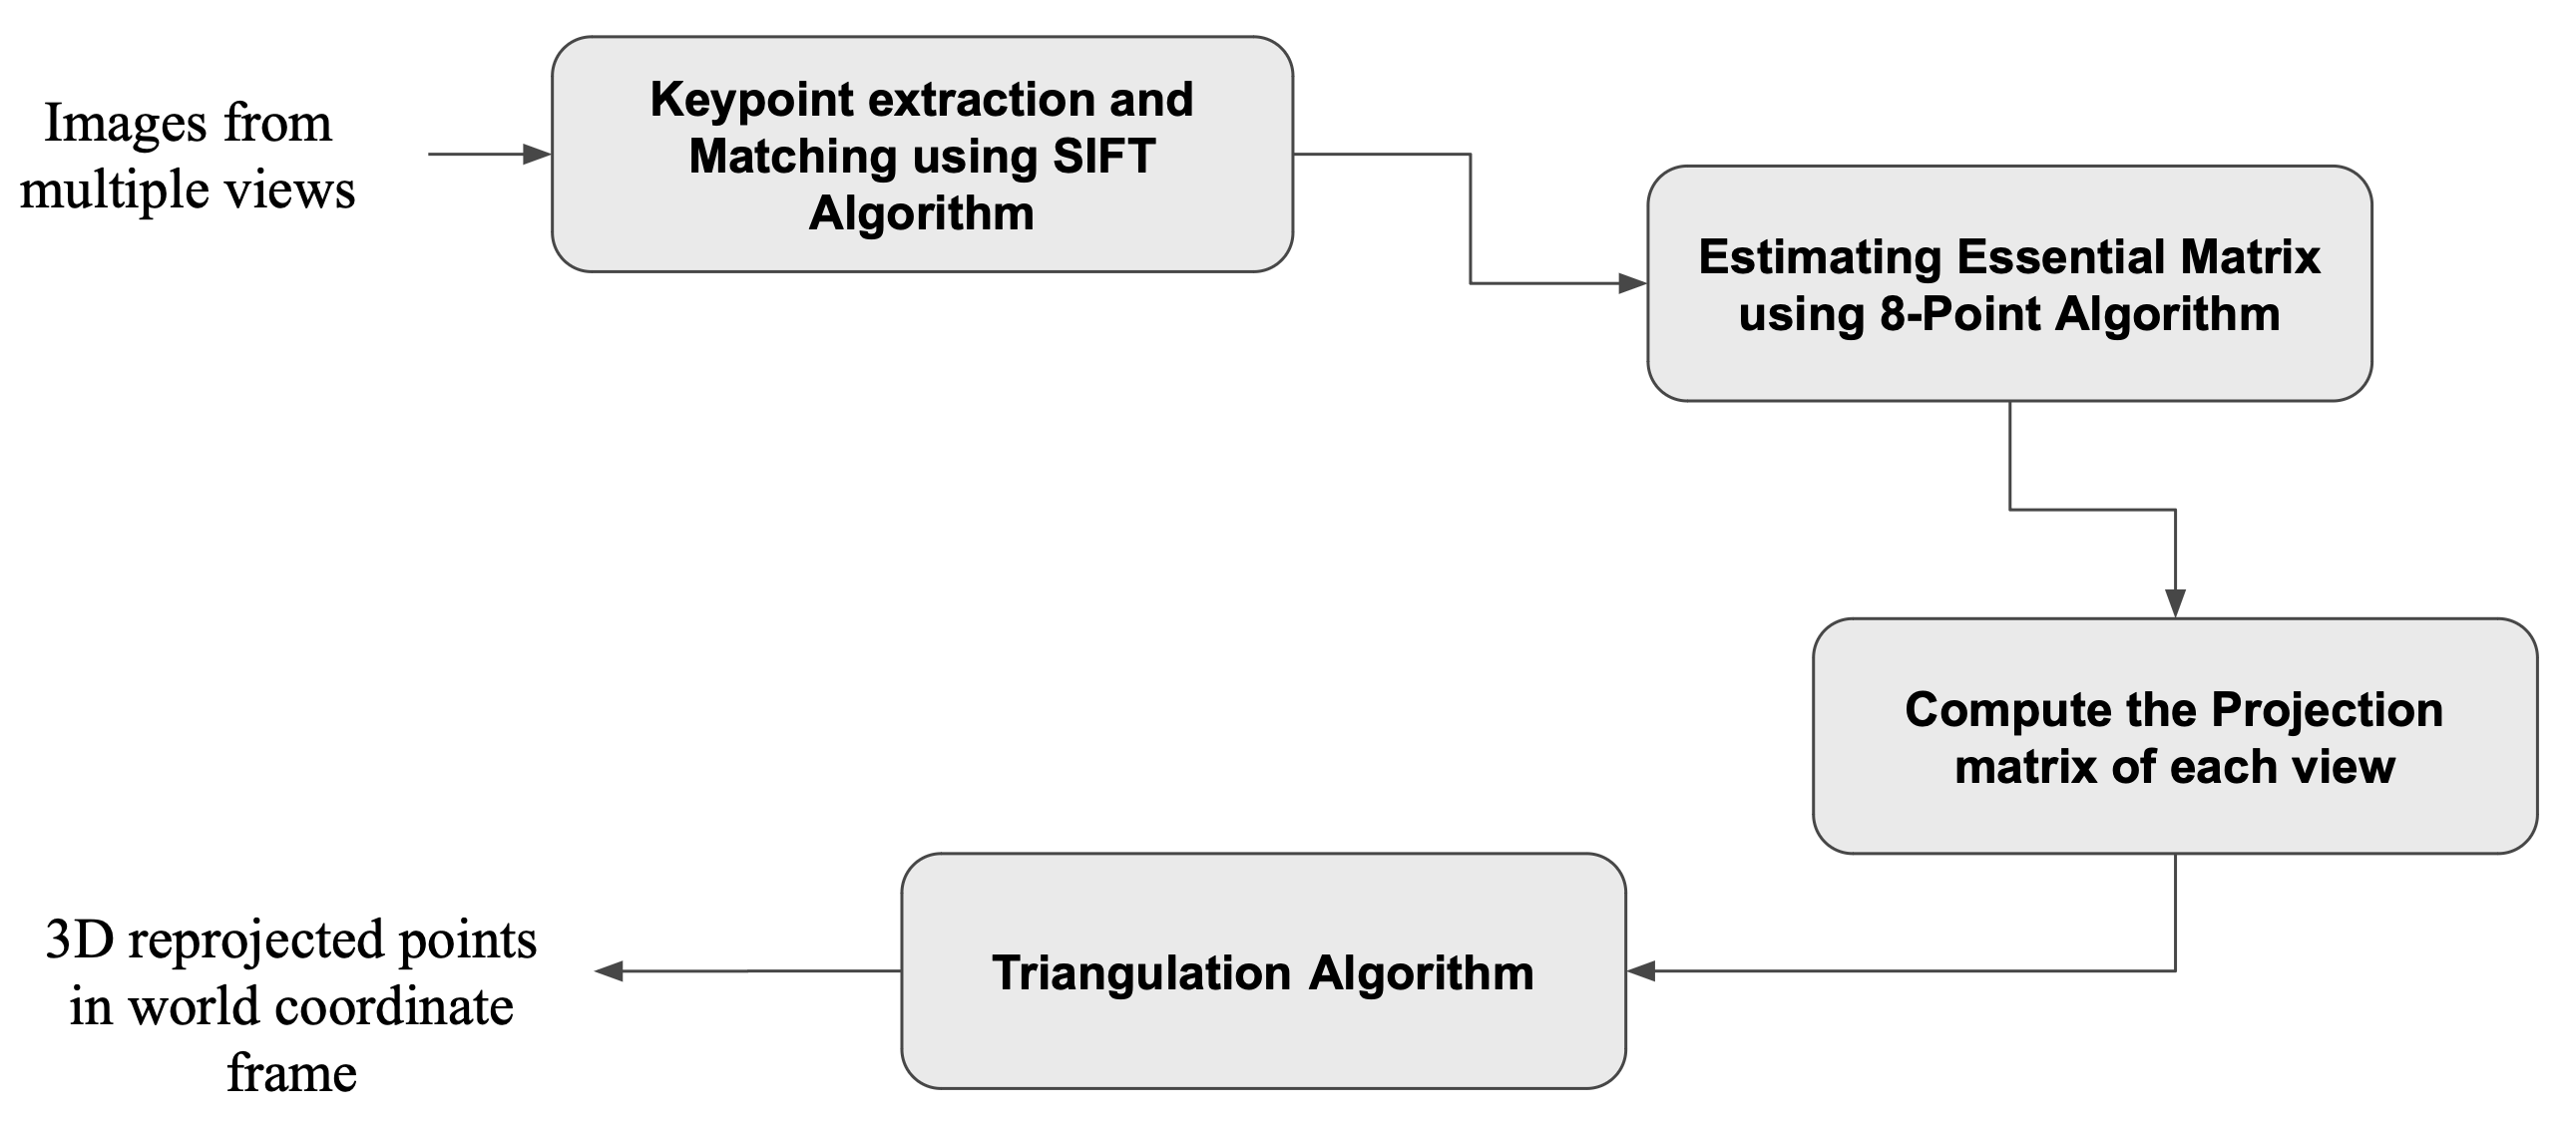 Images from
multiple views
Keypoint extraction and
Matching using SIFT
Algorithm
Estimating Essential Matrix
using 8-Point Algorithm
Compute the Projection
matrix of each view
Triangulation Algorithm
3D reprojected points
in world coordinate
frame